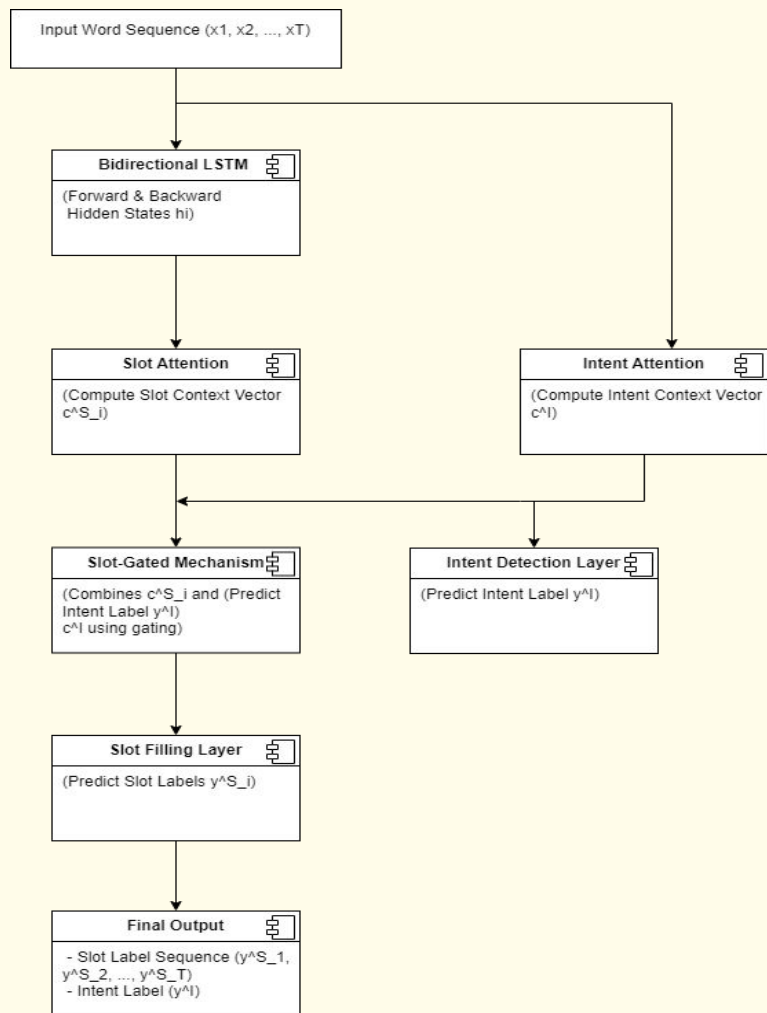 Input Word Sequence (x1, x2, ..., xT)
Bidirectional LSTM
(Forward & Backward
Hidden States hi)
Slot Attention
(Compute Slot Context Vector
c^S_i)
Intent Attention
(Compute Intent Context Vector
c^I)
Slot-Gated Mechanism
(Combines c^S_i and (Predict
Intent Label y^I)
c^I using gating)
Intent Detection Layer
(Predict Intent Label y^I)
Slot Filling Layer
(Predict Slot Labels y^S_i)
Final Output
- Slot Label Sequence (y^S_1,
y^S_2, ..., y^S_T)
- Intent Label (y^I)